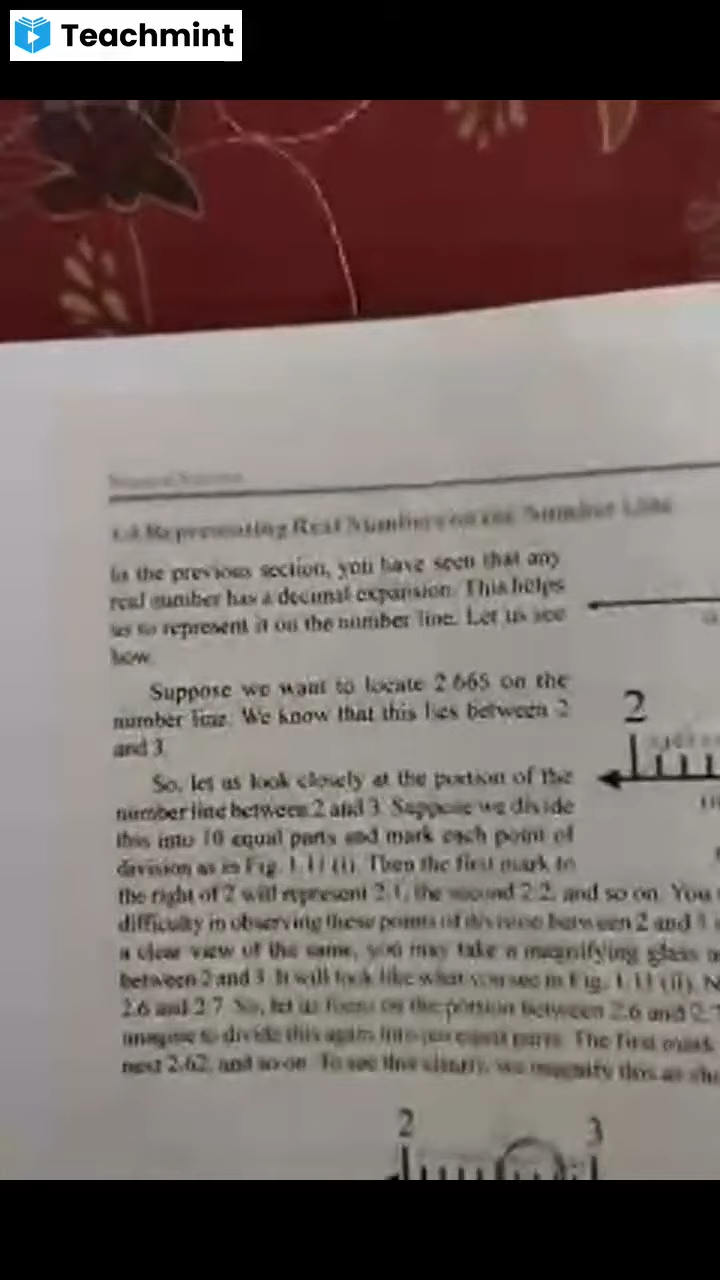 Teachmint
Representing Real Numbers on the Number Line
In the previous section, you have seen that any
real number has a decimal expansion. This helps
us to represent it on the number line. Let us see
how.
Suppose we want to locate 2.665 on the
number line. We know that this lies between 2
and 3.
2
So, let us look closely at the portion of the
number line between 2 and 3. Suppose we divide
this into 10 equal parts and mark each point of
division as in Fig. 1.11 (i). Then the first mark to
the right of 2 will represent 2.1, the second 2.2, and so on. You
difficulty in observing these points of division between 2 and 3
a clear view of the same, you may take a magnifying glass
between 2 and 3. It will look like what you see in Fig. 1.11 (ii).
2.6 and 2.7. So, let us focus on the portion between 2.6 and 2.7
imagine to divide this again into ten equal parts. The first mark
next 2.62, and so on. To see this clearly, we magnify this as
2 3